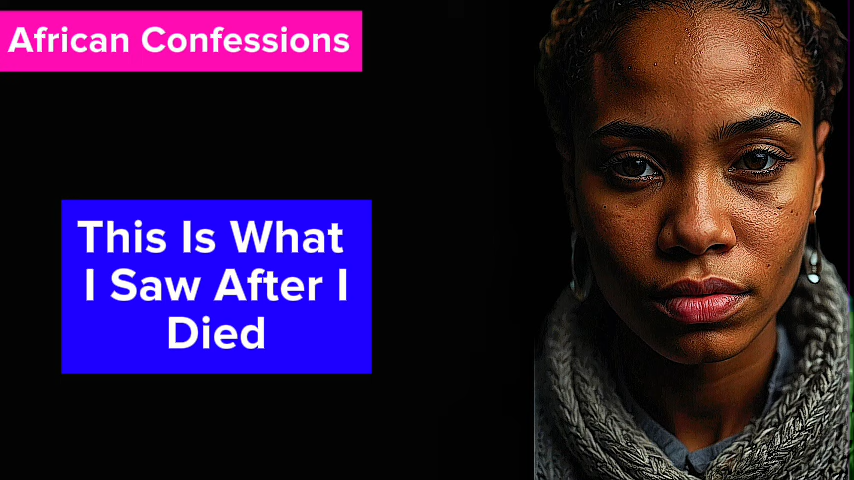 African Confessions
This Is What
I Saw After I
Died